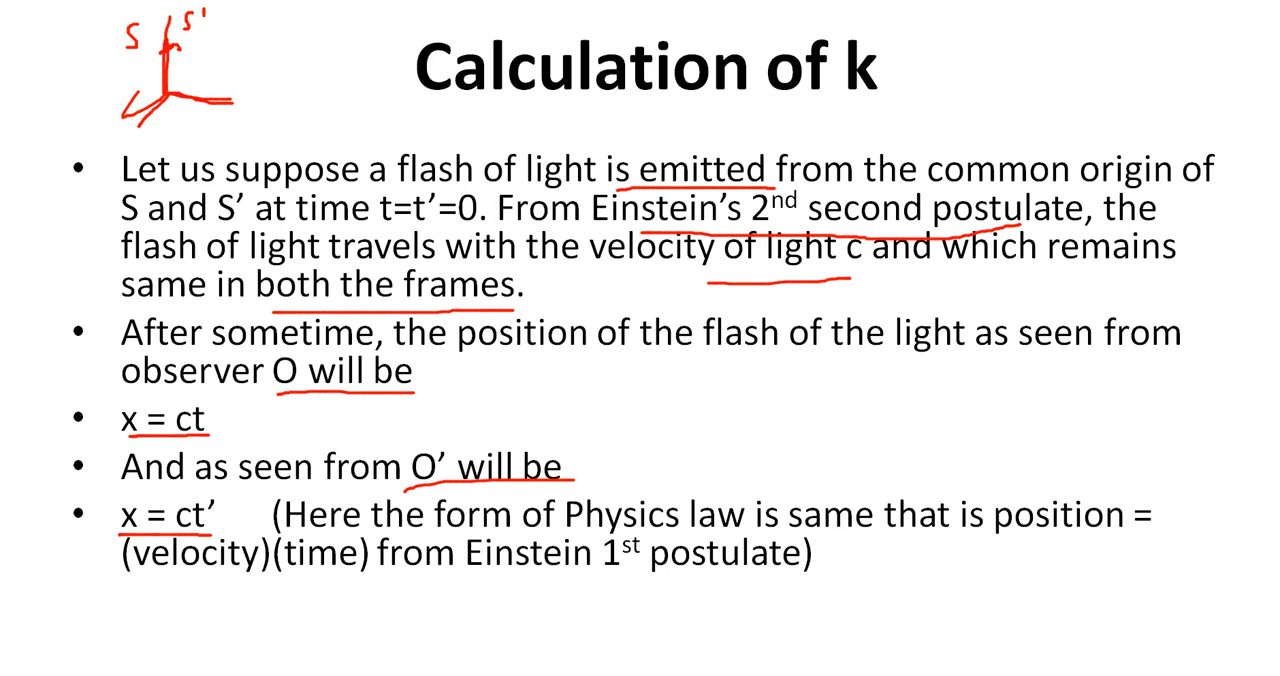 S S'
Calculation of k
• Let us suppose a flash of light is emitted from the common origin of
S and S’ at time t=t’=0. From Einstein’s 2nd second postulate, the
flash of light travels with the velocity of light c and which remains
same in both the frames.
• After sometime, the position of the flash of the light as seen from
observer O will be
• x = ct
• And as seen from O’ will be
• x = ct’ (Here the form of Physics law is same that is position =
(velocity)(time) from Einstein 1st postulate)